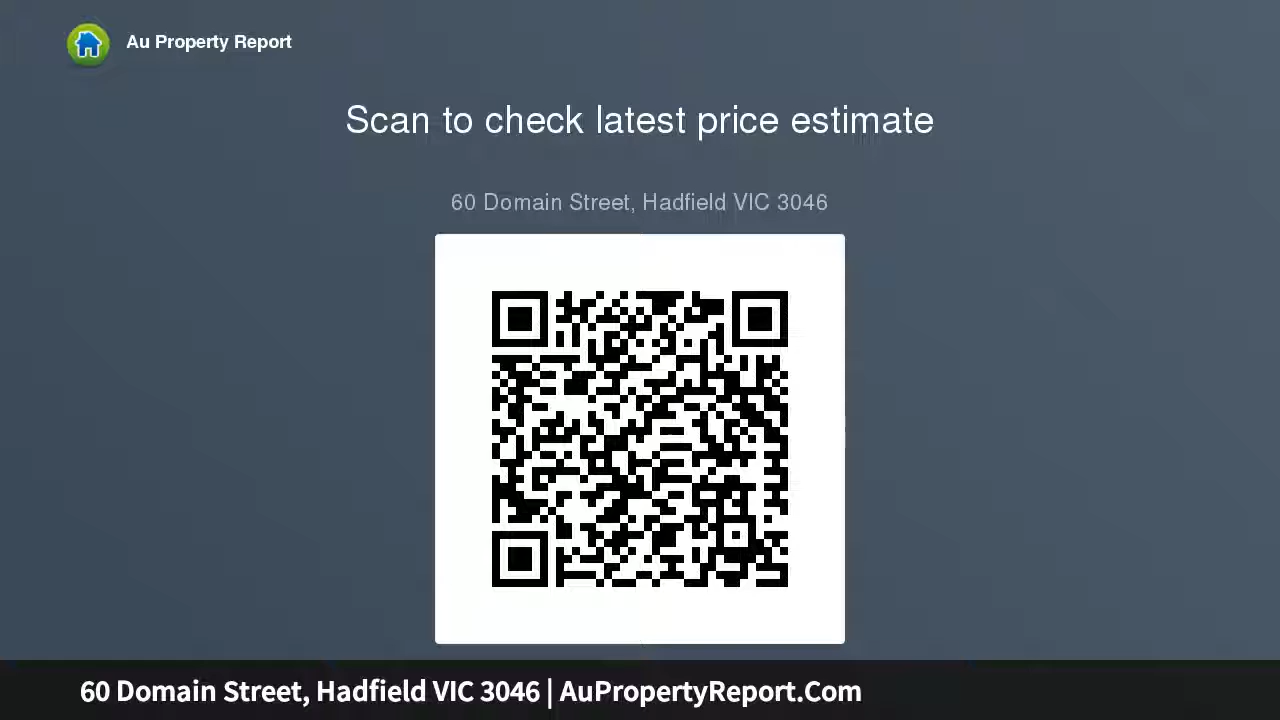 Au Property Report
Scan to check latest price estimate
60 Domain Street, Hadfield VIC 3046
60 Domain Street, Hadfield VIC 3046 | AuPropertyReport.Com